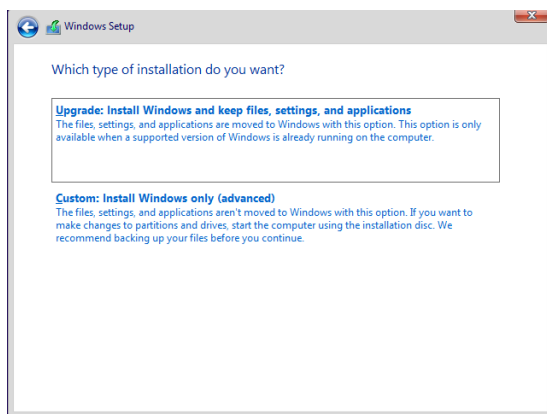 Windows Setup
Which type of installation do you want?
Upgrade: Install Windows and keep files, settings, and applications
The files, settings, and applications are moved to Windows with this option. This option is only
available when a supported version of Windows is already running on the computer.
Custom: Install Windows only (advanced)
The files, settings, and applications aren't moved to Windows with this option. If you want to
make changes to partitions and drives, start the computer using the installation disc. We
recommend backing up your files before you continue.